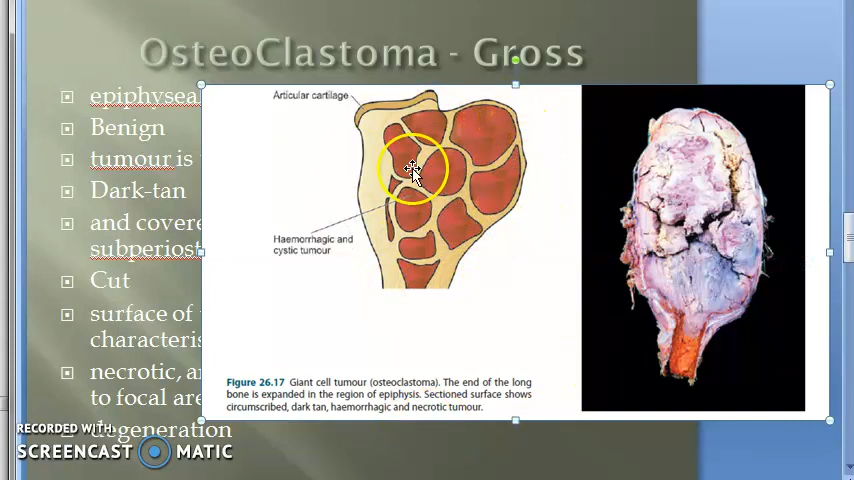 OsteoClastoma - Gross
epiphysea
Benign
tumour is
Dark-tan
and covere
subperiost
Cut
surface of
characteris
necrotic, a
to focal are
degeneration
Articular cartilage
Haemorrhagic and
cystic tumour
Figure 26.17 Giant cell tumour (osteoclastoma). The end of the long
bone is expanded in the region of epiphysis. Sectioned surface shows
circumscribed, dark tan, haemorrhagic and necrotic tumour.
RECORDED WITH
SCREENCAST MATIC